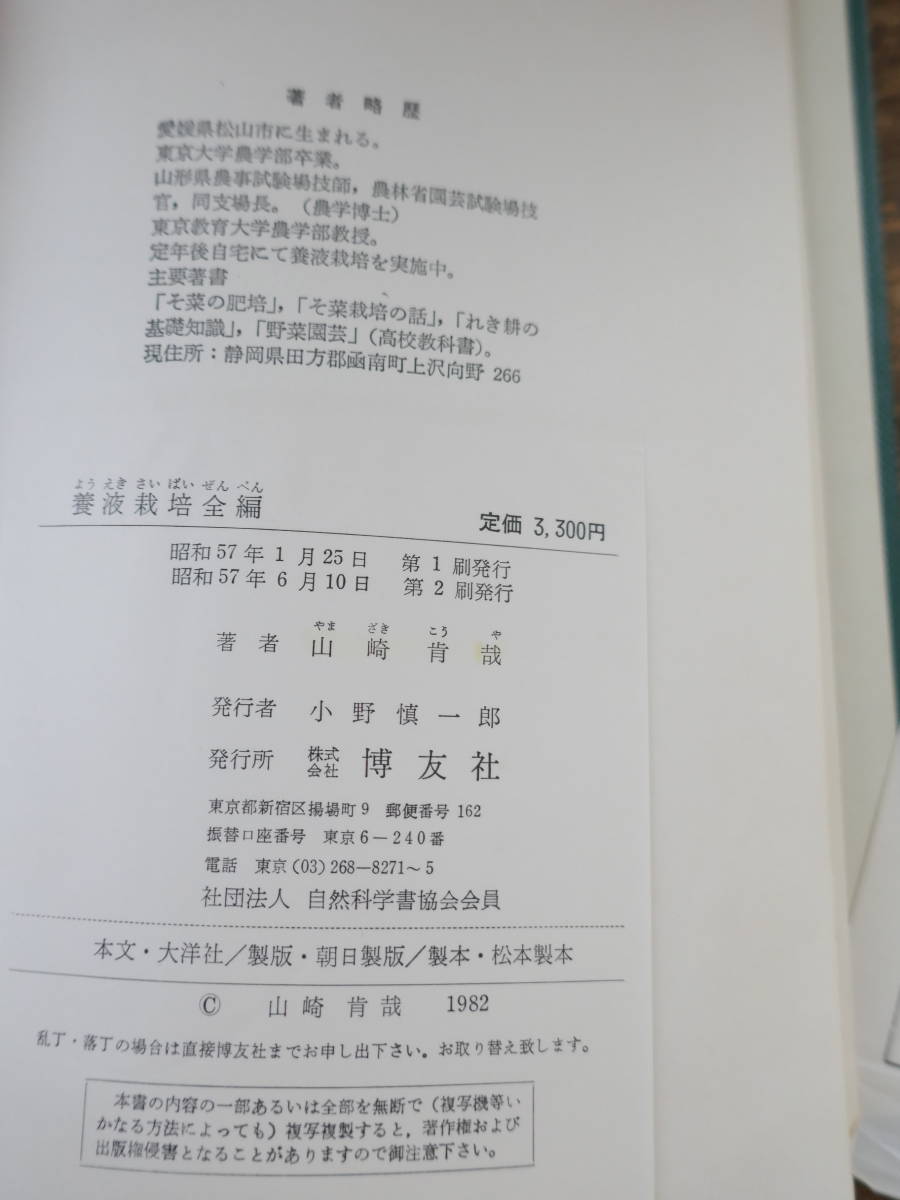 著者略歴
愛媛県松山市に生まれる。
東京大学農学部卒業。
山形県農事試験場技師，農林省園芸試験場技
官，同支場長。（農学博士）
東京教育大学農学部教授。
定年後自宅にて養液栽培を実施中。
主要著書
「そ菜の肥培」，「そ菜栽培の話」，「れき耕の
基礎知識」，「野菜園芸」（高校教科書）。
現住所：静岡県田方郡函南町上沢向野 266
よう えき さい ばい ぜん ぺん
養液栽培全編
定価 3,300円
昭和57年1月25日 第1刷発行
昭和57年6月10日 第2刷発行
やま ざき こう や
著者 山崎肯哉
発行者 小野慎一郎
発行所 株式会社 博友社
東京都新宿区揚場町9 郵便番号 162
振替口座番号 東京6－240番
電話 東京(03)268－8271～5
社団法人 自然科学書協会会員
本文・大洋社／製版・朝日製版／製本・松本製本
© 山崎肯哉 1982
乱丁・落丁の場合は直接博友社までお申し出下さい。お取り替え致します。
本書の内容の一部あるいは全部を無断で（複写機等い
かなる方法によっても）複写複製すると，著作権および
出版権侵害となることがありますので御注意下さい。